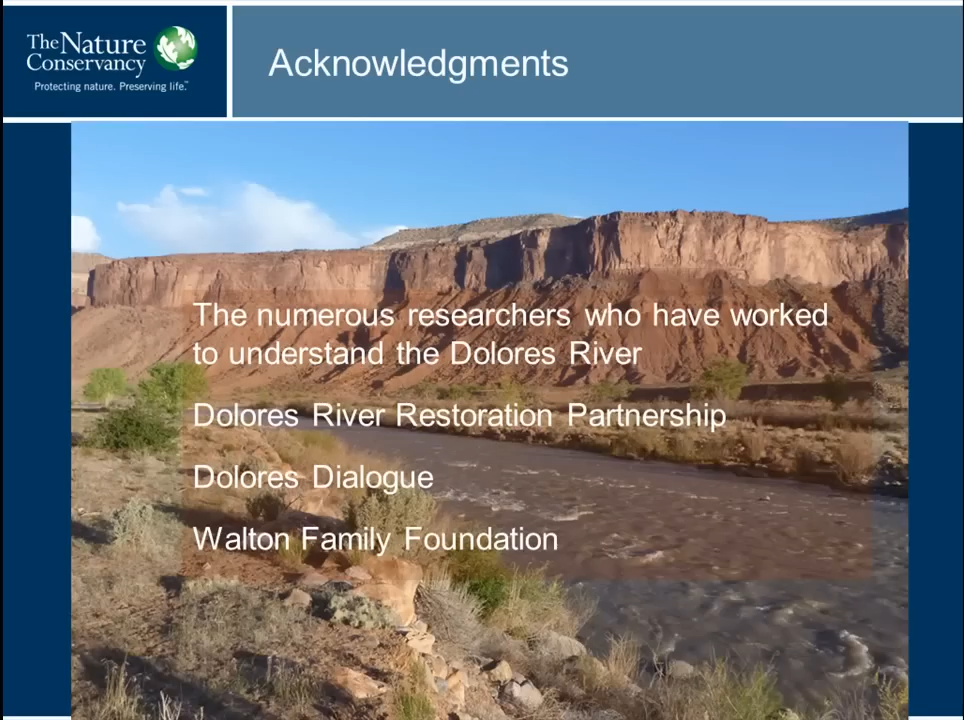 The Nature
Conservancy
Protecting nature. Preserving life.™
Acknowledgments
The numerous researchers who have worked
to understand the Dolores River
Dolores River Restoration Partnership
Dolores Dialogue
Walton Family Foundation